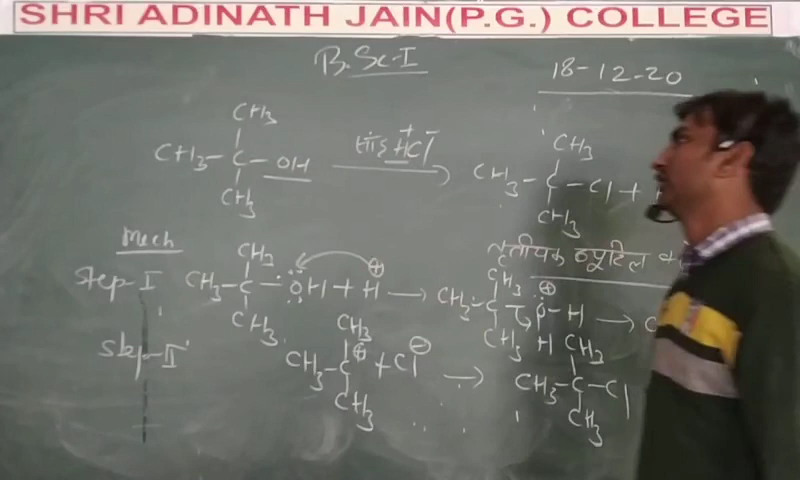 SHRI ADINATH JAIN(P.G.) COLLEGE
B.Sc-I
18-12-20
CH3
CH3-C-OH
CH3
सांद्र HCl
CH3
CH3-C-Cl +
CH3
तृतीयक ब्यूटिल
Mech
Step-I
CH3
CH3-C-ÖH + H⊕ →
CH3
CH3 ⊕
CH3-C-O-H → C
CH3 H
Step-II
CH3
CH3-C⊕ + Cl⊖ →
CH3
CH3
CH3-C-Cl
CH3